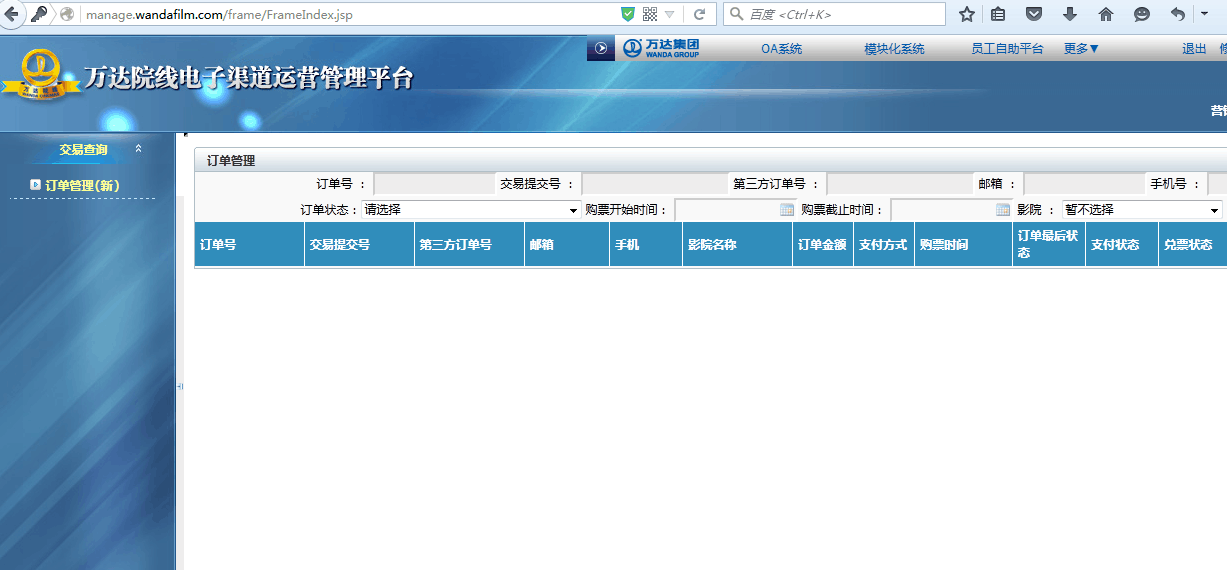 manage.wandafilm.com/frame/FrameIndex.jsp
百度 <Ctrl+K>
万达集团
WANDA GROUP
OA系统 模块化系统 员工自助平台 更多▼ 退出
万达院线电子渠道运营管理平台
交易查询
订单管理(新)
订单管理
订单号 : 交易提交号 : 第三方订单号 : 邮箱 : 手机号 :
订单状态: 请选择 购票开始时间: 购票截止时间: 影院 : 暂不选择
订单号 交易提交号 第三方订单号 邮箱 手机 影院名称 订单金额 支付方式 购票时间 订单最后状态 支付状态 兑票状态